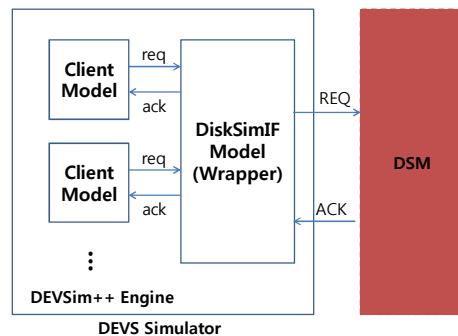 Client
Model
req
ack
Client
Model
req
ack
DiskSimIF
Model
(Wrapper)
REQ
ACK
DSM
DEVSim++ Engine
DEVS Simulator